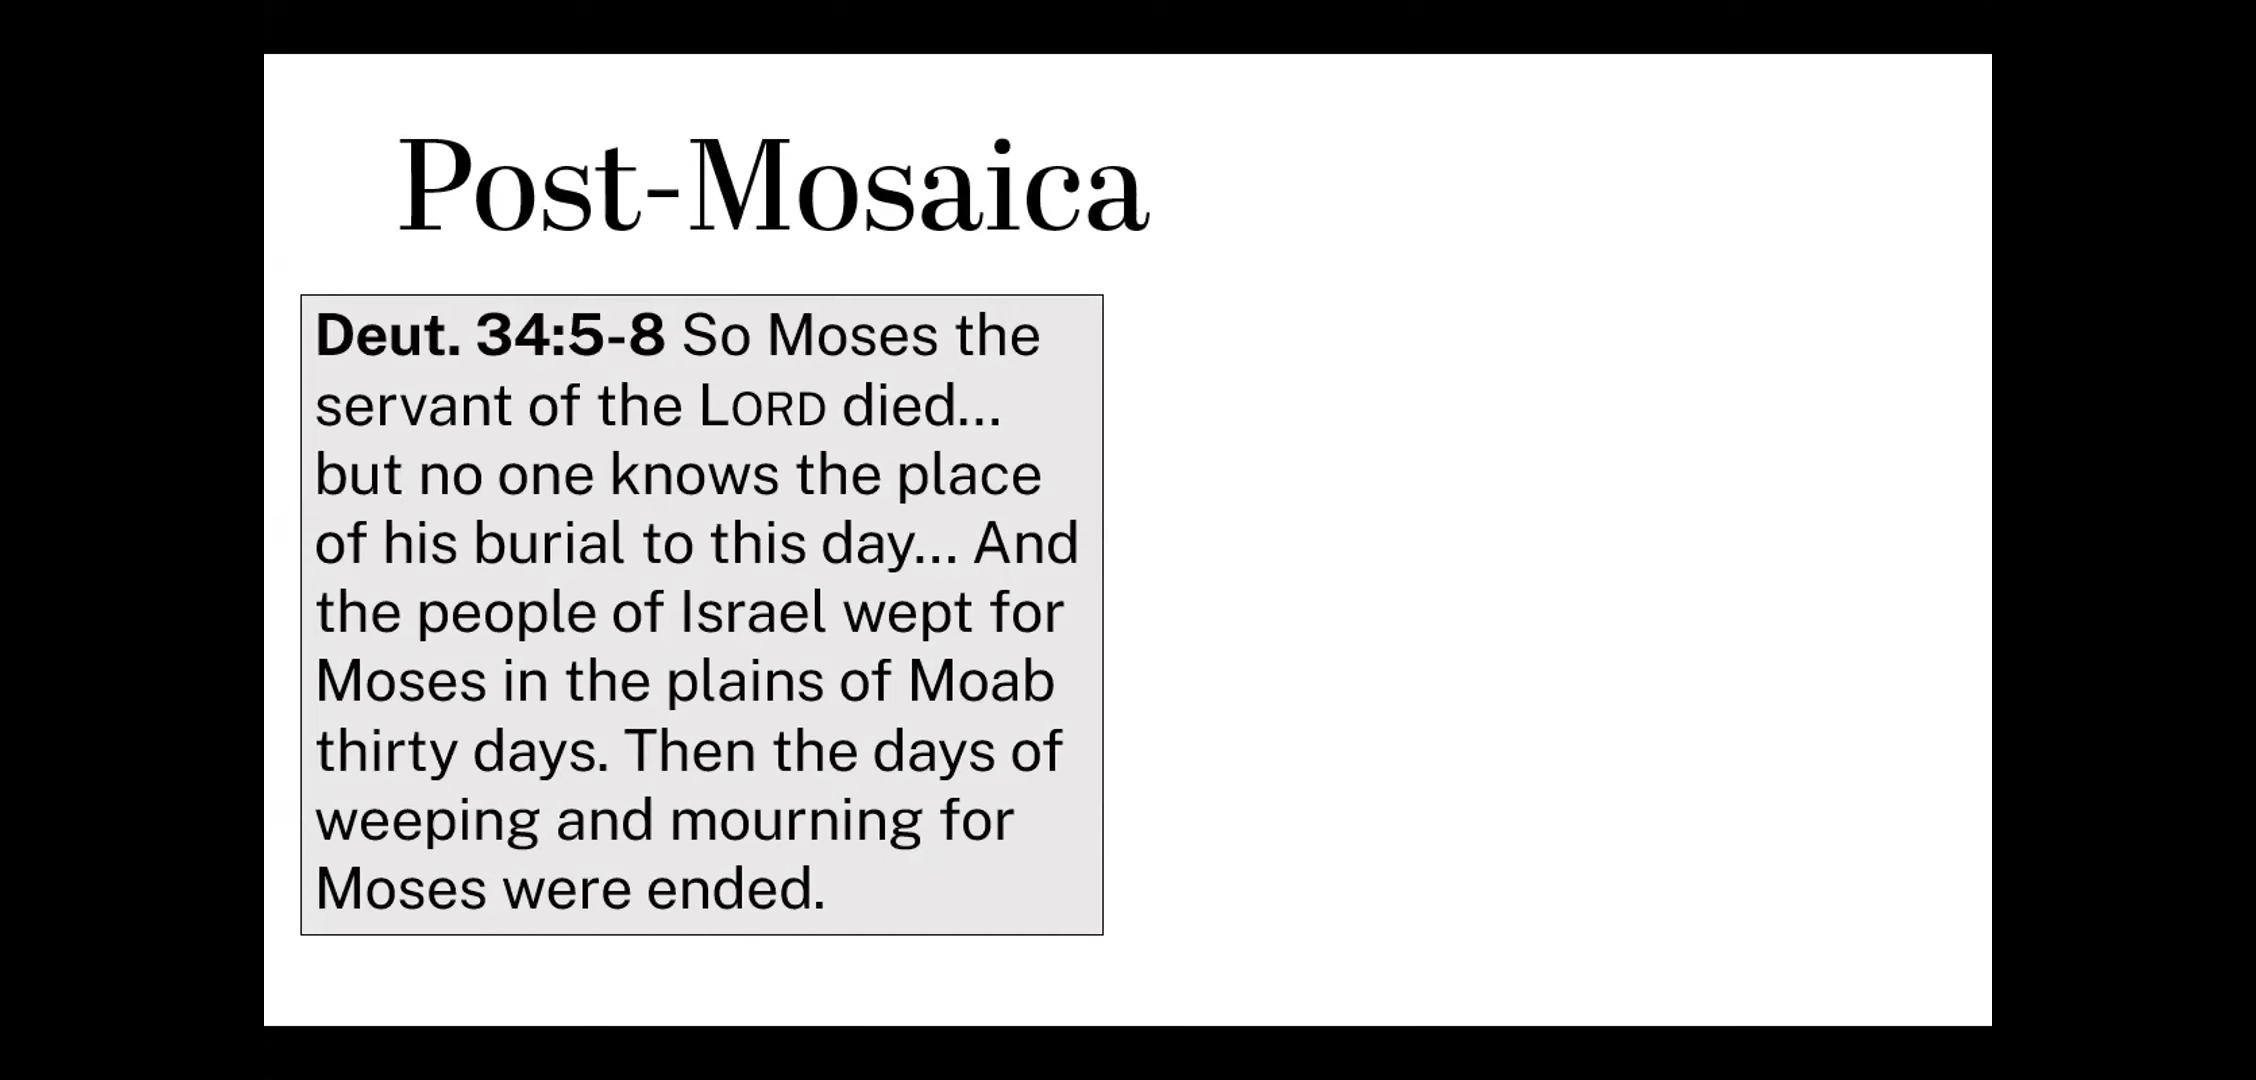 Post-Mosaica
Deut. 34:5-8 So Moses the
servant of the LORD died...
but no one knows the place
of his burial to this day... And
the people of Israel wept for
Moses in the plains of Moab
thirty days. Then the days of
weeping and mourning for
Moses were ended.